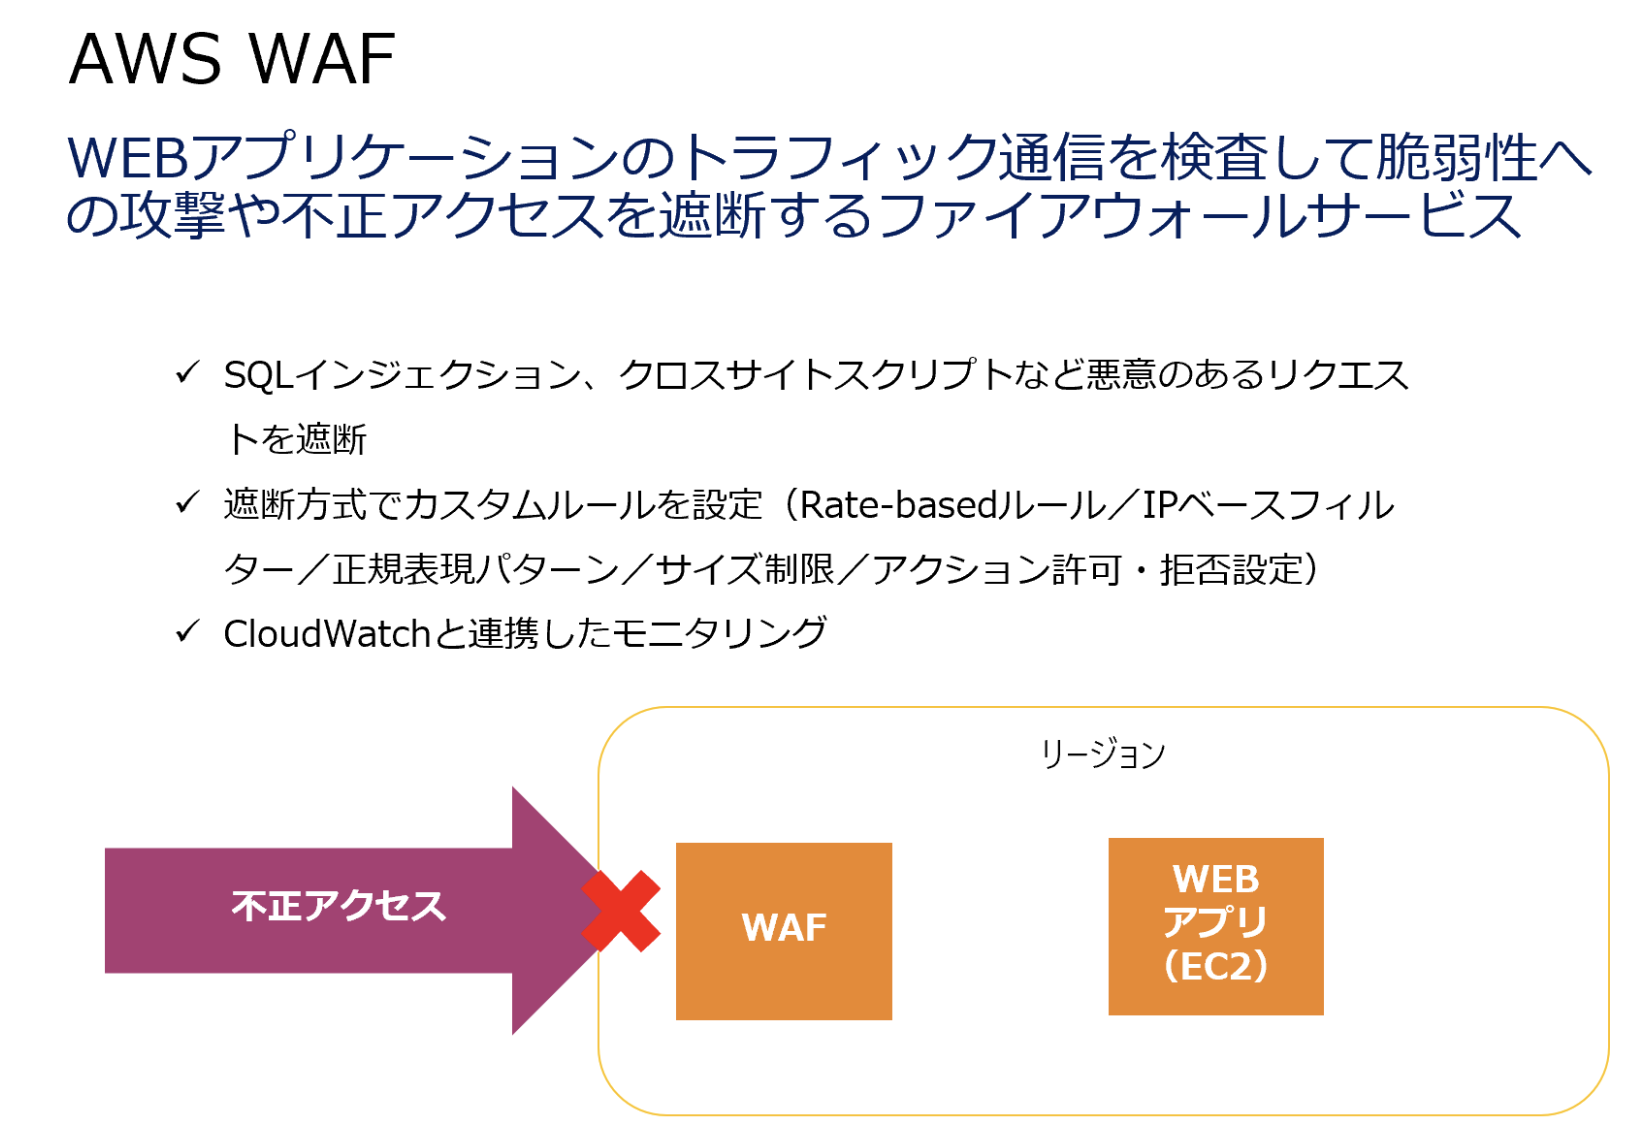 AWS WAF
WEBアプリケーションのトラフィック通信を検査して脆弱性へ
の攻撃や不正アクセスを遮断するファイアウォールサービス
✓ SQLインジェクション、クロスサイトスクリプトなど悪意のあるリクエス
トを遮断
✓ 遮断方式でカスタムルールを設定（Rate-basedルール／IPベースフィル
ター／正規表現パターン／サイズ制限／アクション許可・拒否設定）
✓ CloudWatchと連携したモニタリング
リージョン
不正アクセス
WAF
WEB
アプリ
（EC2）